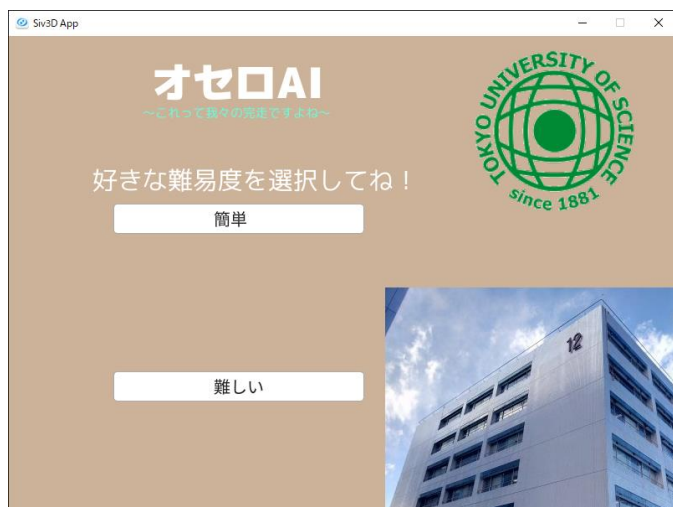 Siv3D App
オセロAI
～これって我々の完走ですよね～
TOKYO UNIVERSITY OF SCIENCE
since 1881
好きな難易度を選択してね！
簡単
12
難しい